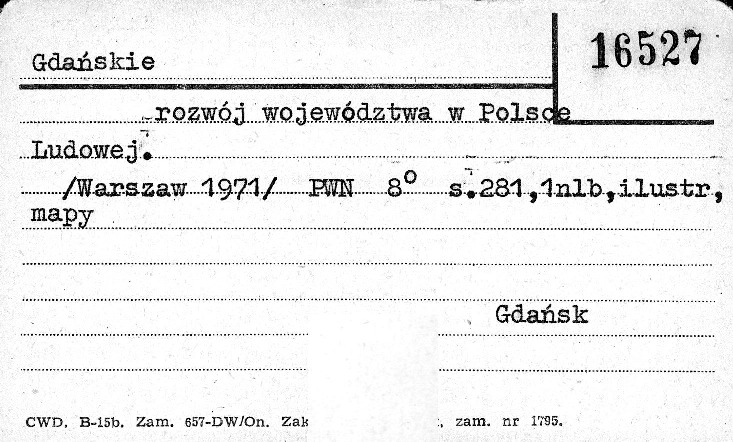 Gdańskie
16527
rozwój województwa w Polsce
Ludowej.
/Warszaw 1971/ PWN 8° s.281,1nlb,ilustr,
mapy
Gdańsk
CWD. B-15b. Zam. 657-DW/On. Zak , zam. nr 1795.